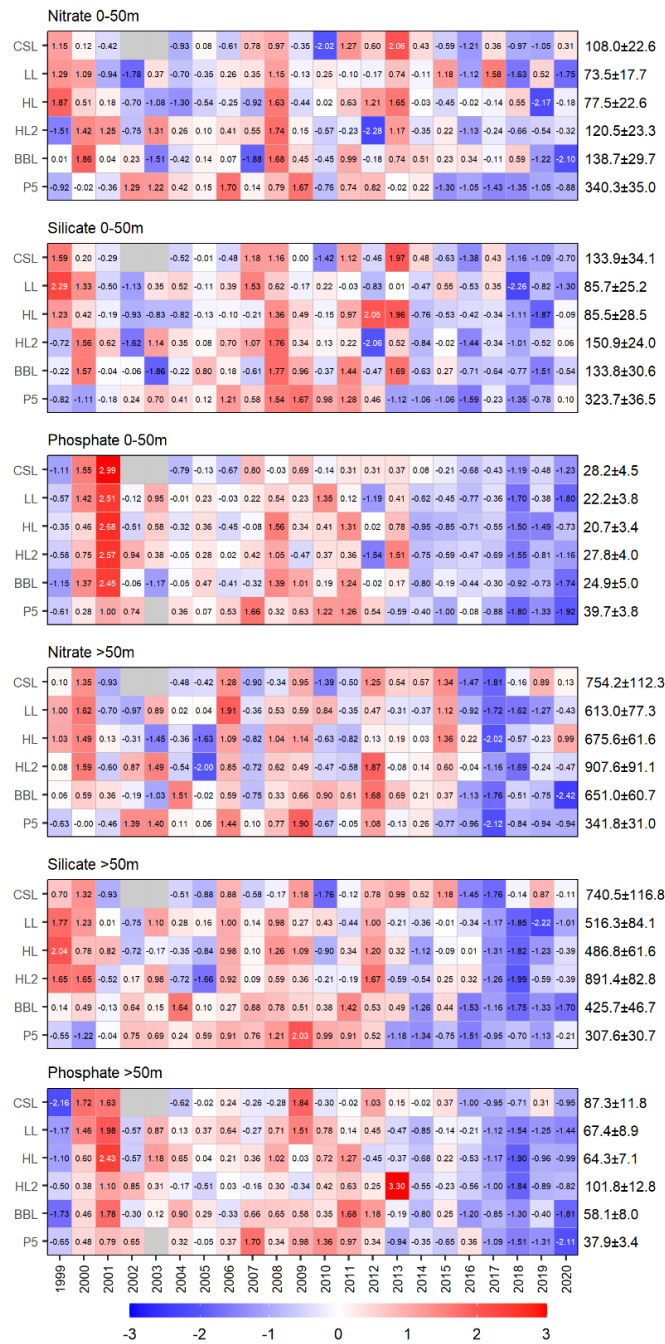 Nitrate 0-50m
CSL 1.15 0.12 -0.42 -0.93 0.08 -0.61 0.78 0.97 -0.35 -2.02 1.27 0.60 2.06 0.43 -0.59 -1.21 0.36 -0.97 -1.05 0.31 108.0±22.6
LL 1.29 1.09 -0.94 -1.78 0.37 -0.70 -0.35 0.26 0.35 1.15 -0.13 0.25 -0.10 -0.17 0.74 -0.11 1.18 -1.12 1.58 -1.63 0.52 -1.75 73.5±17.7
HL 1.87 0.51 0.18 -0.70 -1.08 -1.30 -0.54 -0.25 -0.92 1.63 -0.44 0.02 0.63 1.21 1.65 -0.03 -0.45 -0.02 -0.14 0.55 -2.17 -0.18 77.5±22.6
HL2 -1.51 1.42 1.25 -0.75 1.31 0.26 0.10 0.41 0.55 1.74 0.15 -0.57 -0.23 -2.28 1.17 -0.35 0.16 -1.13 -0.24 -0.66 -0.54 -0.32 120.5±23.3
BBL 0.01 1.86 0.04 0.23 -1.51 -0.42 0.14 0.07 -1.88 1.68 0.45 -0.45 0.99 -0.18 0.74 0.51 0.23 0.34 -0.11 0.59 -1.22 -2.10 138.7±29.7
P5 -0.92 -0.02 -0.36 1.29 1.22 0.42 0.15 1.70 0.14 0.79 1.67 -0.76 0.74 0.82 -0.02 0.22 -1.30 -1.05 -1.43 -1.35 -1.05 -0.88 340.3±35.0
Silicate 0-50m
CSL 1.59 0.20 -0.29 -0.52 -0.01 -0.48 1.18 1.16 0.00 -1.42 1.12 -0.46 1.97 0.48 -0.63 -1.38 0.43 -1.16 -1.09 -0.70 133.9±34.1
LL 2.29 1.33 -0.50 -1.13 0.35 0.52 -0.11 0.39 1.53 0.62 -0.17 0.22 -0.03 -0.83 0.01 -0.47 0.55 -0.53 0.35 -2.26 -0.82 -1.30 85.7±25.2
HL 1.23 0.42 -0.19 -0.93 -0.83 -0.82 -0.13 -0.10 -0.21 1.36 0.49 -0.15 0.97 2.05 1.96 -0.76 -0.53 -0.42 -0.34 -1.11 -1.87 -0.09 85.5±28.5
HL2 -0.72 1.56 0.62 -1.62 1.14 0.35 0.08 0.70 1.07 1.76 0.34 0.13 0.22 -2.06 0.52 -0.84 -0.02 -1.44 -0.34 -1.01 -0.52 0.06 150.9±24.0
BBL -0.22 1.57 -0.04 -0.06 -1.86 -0.22 0.80 0.18 -0.61 1.77 0.96 -0.37 1.44 -0.47 1.69 -0.63 0.27 -0.71 -0.64 -0.77 -1.51 -0.54 133.8±30.6
P5 -0.82 -1.11 -0.18 0.24 0.70 0.41 0.12 1.21 0.58 1.54 1.67 0.98 1.28 0.46 -1.12 -1.06 -1.06 -1.59 -0.23 -1.35 -0.78 0.10 323.7±36.5
Phosphate 0-50m
CSL -1.11 1.55 2.99 -0.79 -0.13 -0.67 0.80 -0.03 0.69 -0.14 0.31 0.31 0.37 0.08 -0.21 -0.68 -0.43 -1.19 -0.48 -1.23 28.2±4.5
LL -0.57 1.42 2.51 -0.12 0.95 -0.01 0.23 -0.03 0.22 0.54 0.23 1.35 0.12 -1.19 0.41 -0.62 -0.45 -0.77 -0.36 -1.70 -0.38 -1.80 22.2±3.8
HL -0.35 0.46 2.68 -0.51 0.58 -0.32 0.36 -0.45 -0.08 1.56 0.34 0.41 1.31 0.02 0.78 -0.95 -0.85 -0.71 -0.55 -1.50 -1.49 -0.73 20.7±3.4
HL2 -0.58 0.75 2.57 0.94 0.38 -0.05 0.28 0.02 0.42 1.05 -0.47 0.37 0.36 -1.54 1.51 -0.75 -0.59 -0.47 -0.69 -1.55 -0.81 -1.16 27.8±4.0
BBL -1.15 1.37 2.45 -0.06 -1.17 -0.05 0.47 -0.41 -0.32 1.39 1.01 0.19 1.24 -0.02 0.17 -0.80 -0.19 -0.44 -0.30 -0.92 -0.73 -1.74 24.9±5.0
P5 -0.61 0.28 1.00 0.74 0.36 0.07 0.53 1.66 0.32 0.63 1.22 1.26 0.54 -0.59 -0.40 -1.00 -0.08 -0.88 -1.80 -1.33 -1.92 39.7±3.8
Nitrate >50m
CSL 0.10 1.35 -0.93 -0.48 -0.42 1.28 -0.90 -0.34 0.95 -1.39 -0.50 1.25 0.54 0.57 1.34 -1.47 -1.81 -0.16 0.89 0.13 754.2±112.3
LL 1.00 1.62 -0.70 -0.97 0.89 0.02 0.04 1.91 -0.36 0.53 0.59 0.84 -0.35 0.47 -0.31 -0.37 1.12 -0.92 -1.72 -1.62 -1.27 -0.43 613.0±77.3
HL 1.03 1.49 0.13 -0.31 -1.45 -0.36 -1.63 1.09 -0.82 1.04 1.14 -0.63 -0.82 0.13 0.19 -0.03 1.36 0.22 -2.02 -0.57 -0.23 0.99 675.6±61.6
HL2 0.08 1.59 -0.60 0.87 1.49 -0.54 -2.00 0.85 -0.72 0.62 0.49 -0.47 -0.58 1.87 -0.08 0.14 0.60 -0.04 -1.16 -1.69 -0.24 -0.47 907.6±91.1
BBL 0.06 0.59 0.36 -0.19 -1.03 1.51 -0.02 0.59 -0.75 0.33 0.66 0.90 0.61 1.68 0.69 0.21 0.35 -1.13 -1.76 -0.51 -0.75 -2.42 651.0±60.7
P5 -0.63 -0.00 -0.46 1.39 1.40 0.11 0.06 1.44 0.10 0.77 1.90 -0.67 -0.05 1.08 -0.13 0.26 -0.77 -0.96 -2.12 -0.84 -0.94 -0.94 341.8±31.0
Silicate >50m
CSL 0.70 1.32 -0.93 -0.51 -0.88 0.88 -0.58 -0.17 1.18 -1.76 -0.12 0.78 0.99 0.52 1.18 -1.45 -1.76 -0.14 0.87 -0.11 740.5±116.8
LL 1.77 1.23 0.01 -0.75 1.10 0.28 0.16 1.00 0.14 0.98 0.27 0.43 -0.44 1.00 -0.21 -0.36 -0.01 -0.34 -1.17 -1.85 -2.22 -1.01 516.3±84.1
HL 2.04 0.78 0.82 -0.72 -0.17 -0.35 -0.84 0.98 0.10 1.26 1.09 -0.90 0.34 1.20 0.32 -1.12 -0.09 0.01 -1.31 -1.82 -1.23 -0.39 486.8±61.6
HL2 1.65 1.65 -0.52 0.17 0.98 -0.72 -1.66 0.92 0.09 0.59 0.36 -0.21 -0.19 1.67 -0.59 -0.54 0.25 0.32 -1.26 -1.99 -0.59 -0.39 891.4±82.8
BBL 0.14 0.49 -0.13 0.64 0.15 1.64 0.10 0.27 0.88 0.78 0.51 0.38 1.42 0.53 0.49 -1.26 0.44 -1.53 -1.16 -1.75 -1.33 -1.70 425.7±46.7
P5 -0.55 -1.22 -0.04 0.75 0.69 0.24 0.59 0.91 0.76 1.21 2.03 0.99 0.91 0.52 -1.18 -1.34 -0.75 -1.51 -0.95 -0.70 -1.13 -0.21 307.6±30.7
Phosphate >50m
CSL -2.16 1.72 1.63 -0.62 -0.02 0.24 -0.26 -0.28 1.84 -0.30 -0.02 1.03 0.15 -0.02 0.37 -1.00 -0.95 -0.71 0.31 -0.95 87.3±11.8
LL -1.17 1.46 1.98 -0.57 0.87 0.13 0.37 0.64 -0.27 0.71 1.51 0.78 0.14 0.45 -0.47 -0.85 -0.14 -0.21 -1.12 -1.54 -1.25 -1.44 67.4±8.9
HL -1.10 0.60 2.43 -0.57 1.18 0.65 0.04 0.21 0.36 1.02 0.03 0.72 1.27 -0.45 -0.37 -0.68 0.22 -0.53 -1.17 -1.90 -0.96 -0.99 64.3±7.1
HL2 -0.50 0.38 1.10 0.85 0.31 -0.17 -0.51 0.03 -0.16 0.30 -0.34 0.42 0.63 0.25 3.30 -0.55 -0.23 -0.56 -1.00 -1.84 -0.89 -0.82 101.8±12.8
BBL -1.73 0.46 1.78 -0.30 0.12 0.90 0.29 -0.33 0.66 0.65 0.58 0.35 1.68 1.18 -0.19 -0.80 0.25 -1.20 -0.85 -1.30 -0.40 -1.81 58.1±8.0
P5 -0.65 0.48 0.79 0.65 0.32 -0.05 0.37 1.70 0.34 0.98 1.36 0.97 0.34 -0.94 -0.35 -0.65 0.36 -1.09 -1.51 -1.31 -2.11 37.9±3.4
1999 2000 2001 2002 2003 2004 2005 2006 2007 2008 2009 2010 2011 2012 2013 2014 2015 2016 2017 2018 2019 2020
-3 -2 -1 0 1 2 3